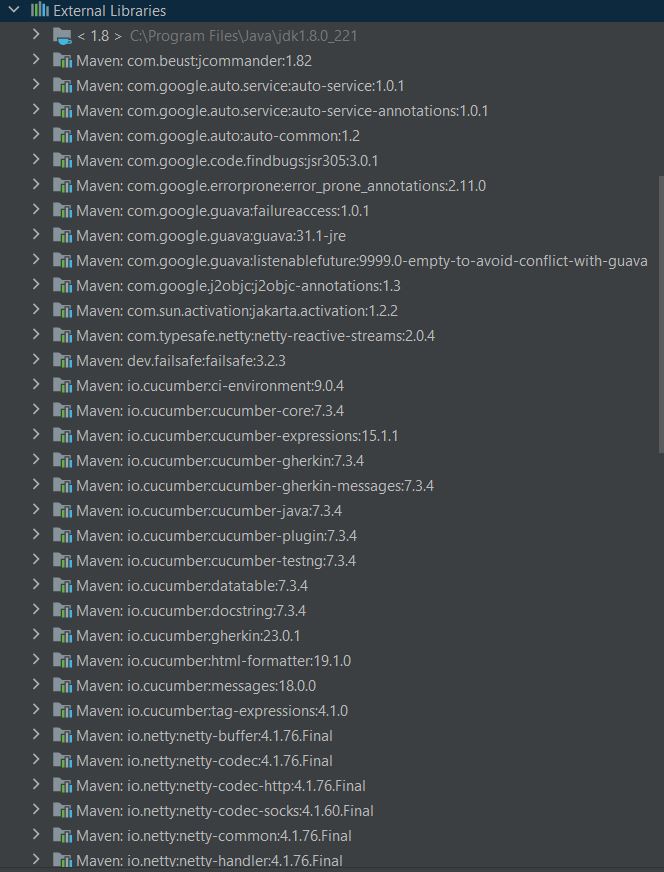 External Libraries
< 1.8 > C:\Program Files\Java\jdk1.8.0_221
Maven: com.beust:jcommander:1.82
Maven: com.google.auto.service:auto-service:1.0.1
Maven: com.google.auto.service:auto-service-annotations:1.0.1
Maven: com.google.auto:auto-common:1.2
Maven: com.google.code.findbugs:jsr305:3.0.1
Maven: com.google.errorprone:error_prone_annotations:2.11.0
Maven: com.google.guava:failureaccess:1.0.1
Maven: com.google.guava:guava:31.1-jre
Maven: com.google.guava:listenablefuture:9999.0-empty-to-avoid-conflict-with-guava
Maven: com.google.j2objc:j2objc-annotations:1.3
Maven: com.sun.activation:jakarta.activation:1.2.2
Maven: com.typesafe.netty:netty-reactive-streams:2.0.4
Maven: dev.failsafe:failsafe:3.2.3
Maven: io.cucumber:ci-environment:9.0.4
Maven: io.cucumber:cucumber-core:7.3.4
Maven: io.cucumber:cucumber-expressions:15.1.1
Maven: io.cucumber:cucumber-gherkin:7.3.4
Maven: io.cucumber:cucumber-gherkin-messages:7.3.4
Maven: io.cucumber:cucumber-java:7.3.4
Maven: io.cucumber:cucumber-plugin:7.3.4
Maven: io.cucumber:cucumber-testng:7.3.4
Maven: io.cucumber:datatable:7.3.4
Maven: io.cucumber:docstring:7.3.4
Maven: io.cucumber:gherkin:23.0.1
Maven: io.cucumber:html-formatter:19.1.0
Maven: io.cucumber:messages:18.0.0
Maven: io.cucumber:tag-expressions:4.1.0
Maven: io.netty:netty-buffer:4.1.76.Final
Maven: io.netty:netty-codec:4.1.76.Final
Maven: io.netty:netty-codec-http:4.1.76.Final
Maven: io.netty:netty-codec-socks:4.1.60.Final
Maven: io.netty:netty-common:4.1.76.Final
Maven: io.netty:netty-handler:4.1.76.Final